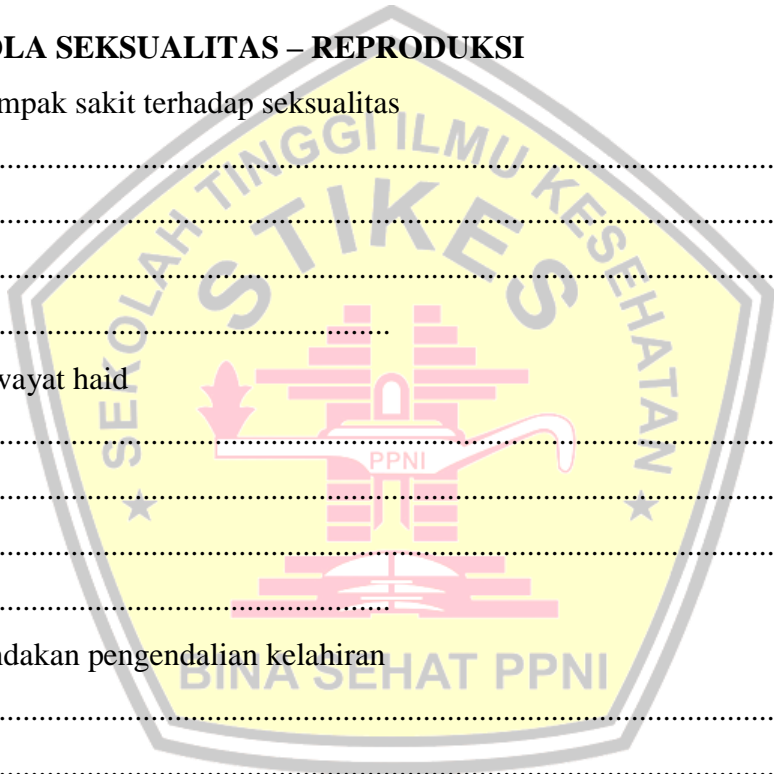 OLA SEKSUALITAS – REPRODUKSI
mpak sakit terhadap seksualitas
...............................................................................................
...............................................................................................
...............................................................................................
................................................
wayat haid
...............................................................................................
...............................................................................................
...............................................................................................
................................................
ndakan pengendalian kelahiran
...............................................................................................
...............................................................................................
SEKOLAH TINGGI ILMU KESEHATAN
STIKES
PPNI
BINA SEHAT PPNI